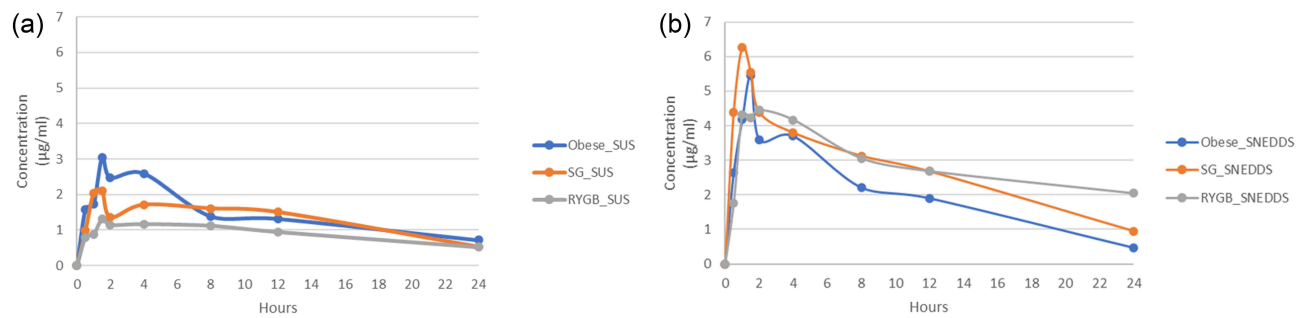 (a)
7
6
5
4
3
2
1
0
Concentration
(µg/ml)
0 2 4 6 8 10 12 14 16 18 20 22 24
Hours
Obese_SUS
SG_SUS
RYGB_SUS
(b)
7
6
5
4
3
2
1
0
Concentration
(µg/ml)
0 2 4 6 8 10 12 14 16 18 20 22 24
Hours
Obese_SNEDDS
SG_SNEDDS
RYGB_SNEDDS